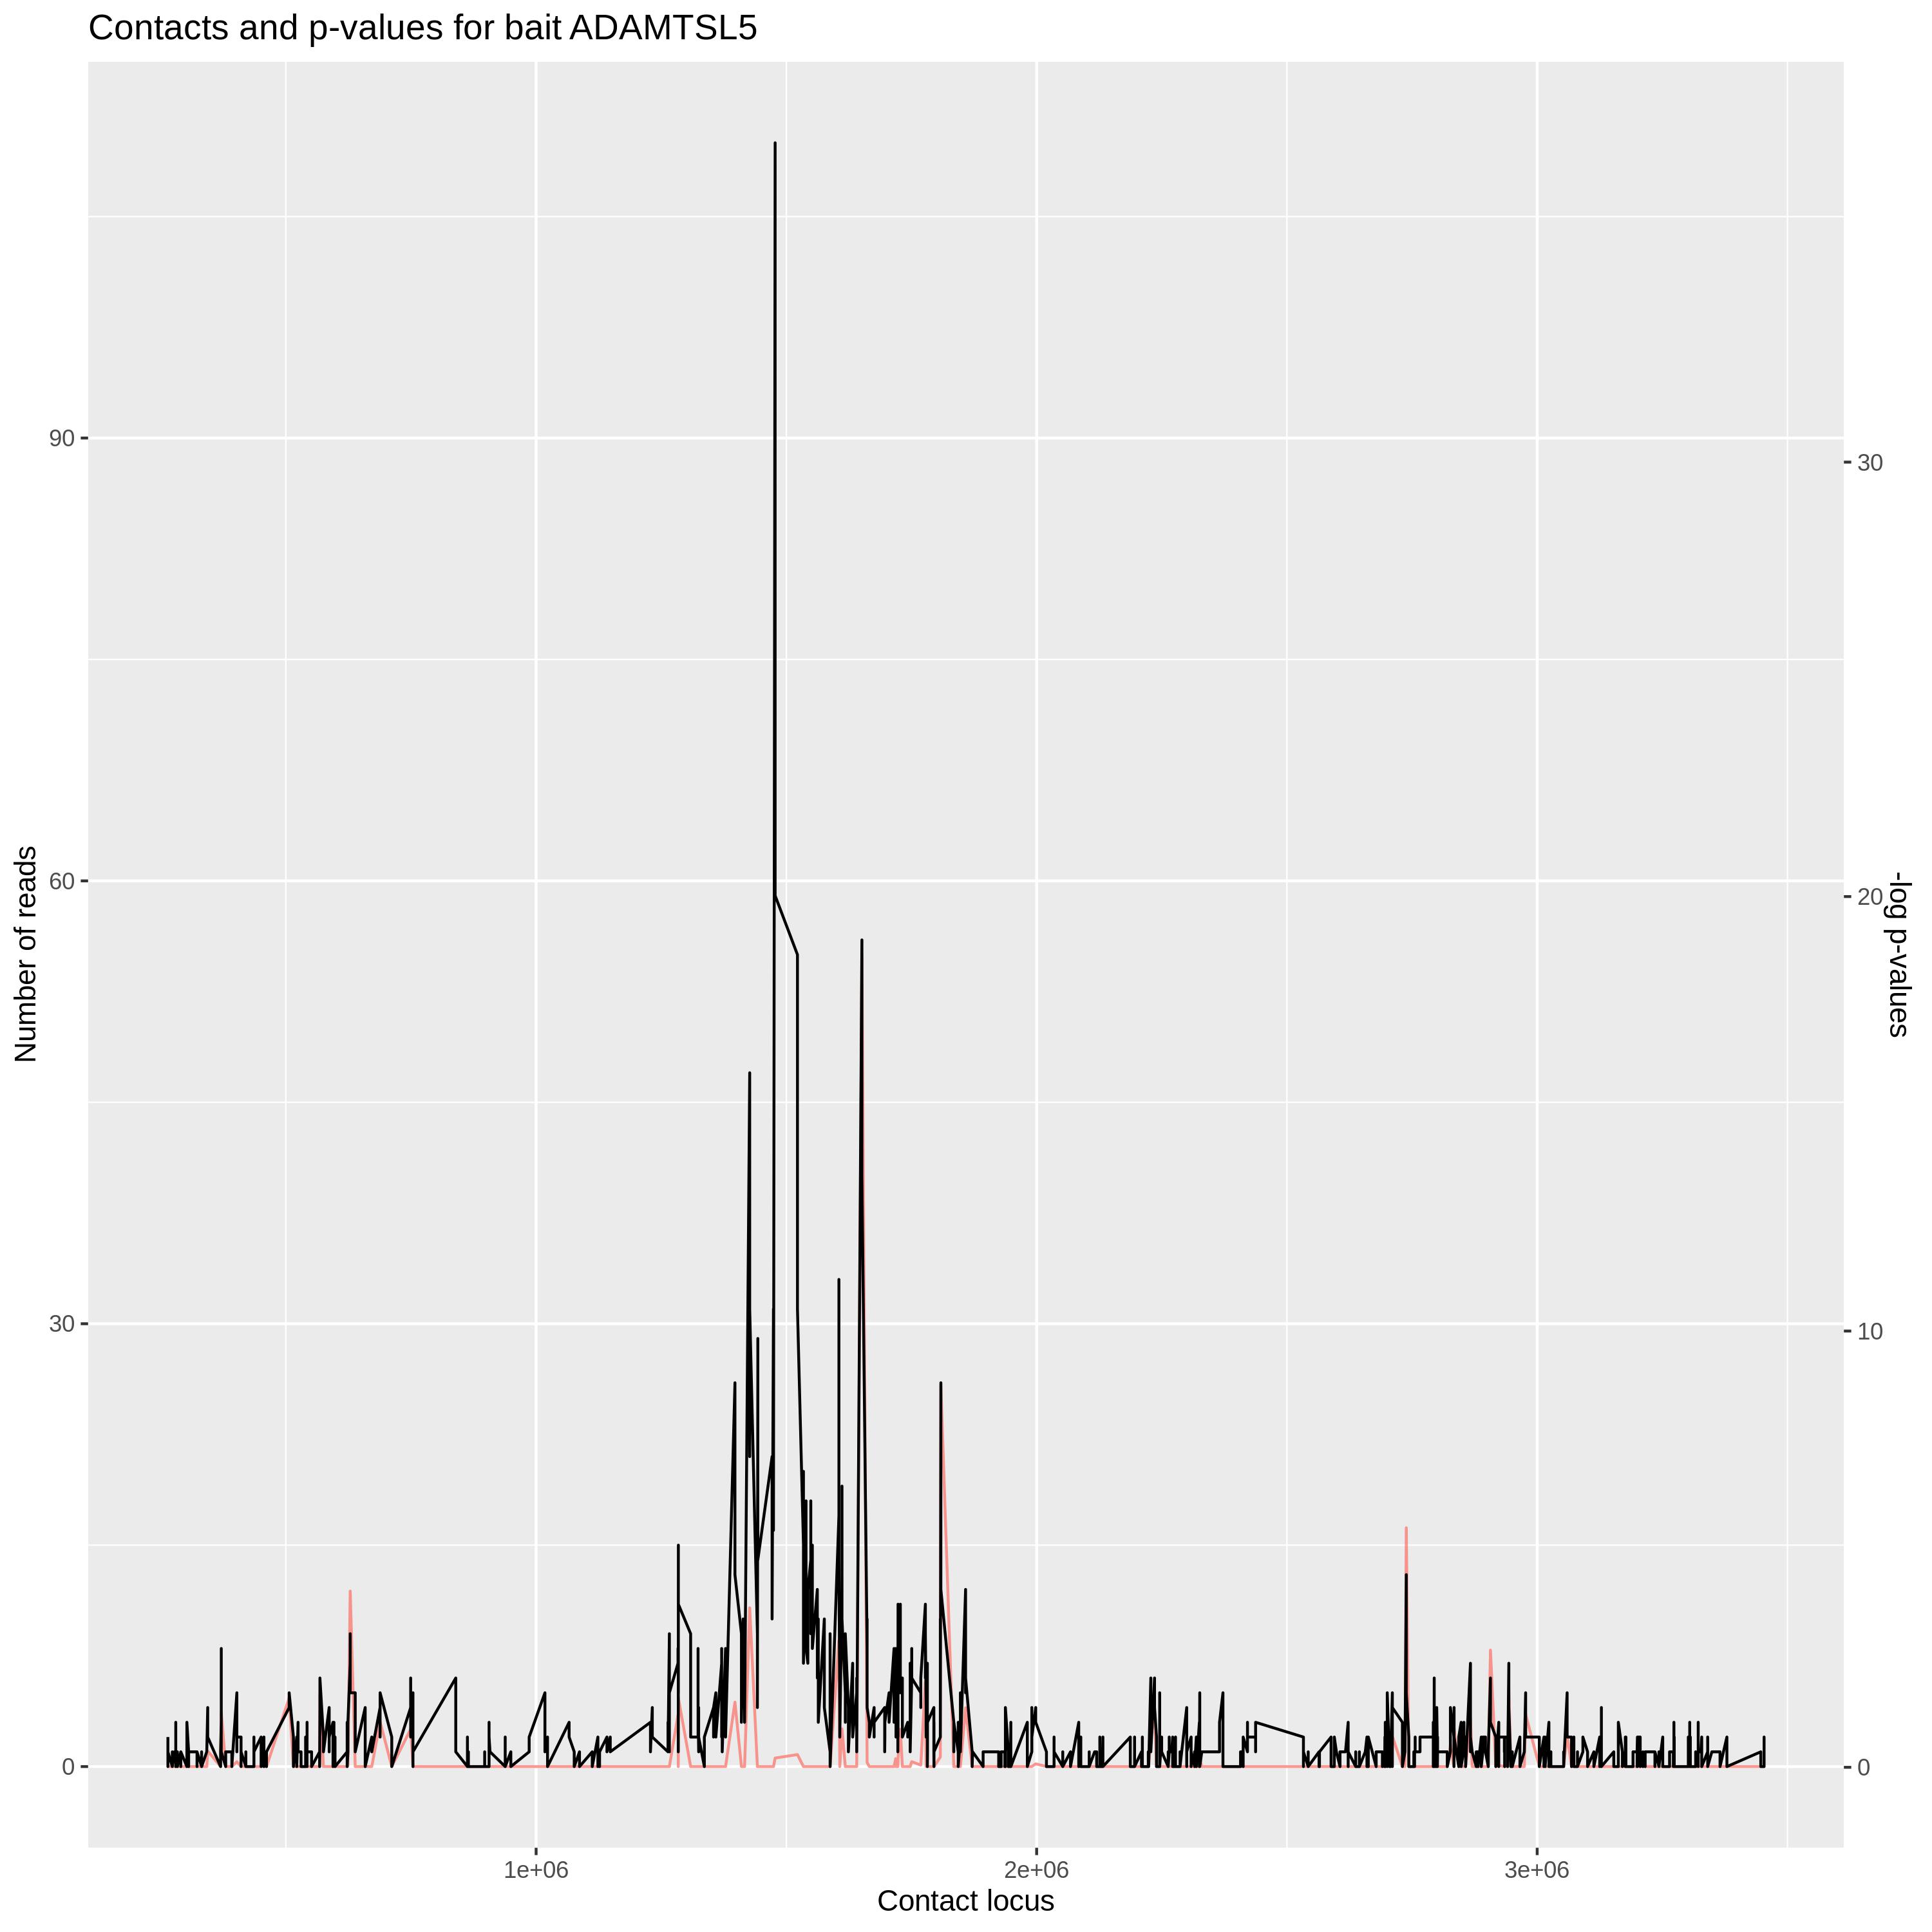 Contacts and p-values for bait ADAMTSL5
90
60
30
0
Number of reads
30
20
10
0
-log p-values
1e+06
2e+06
3e+06
Contact locus